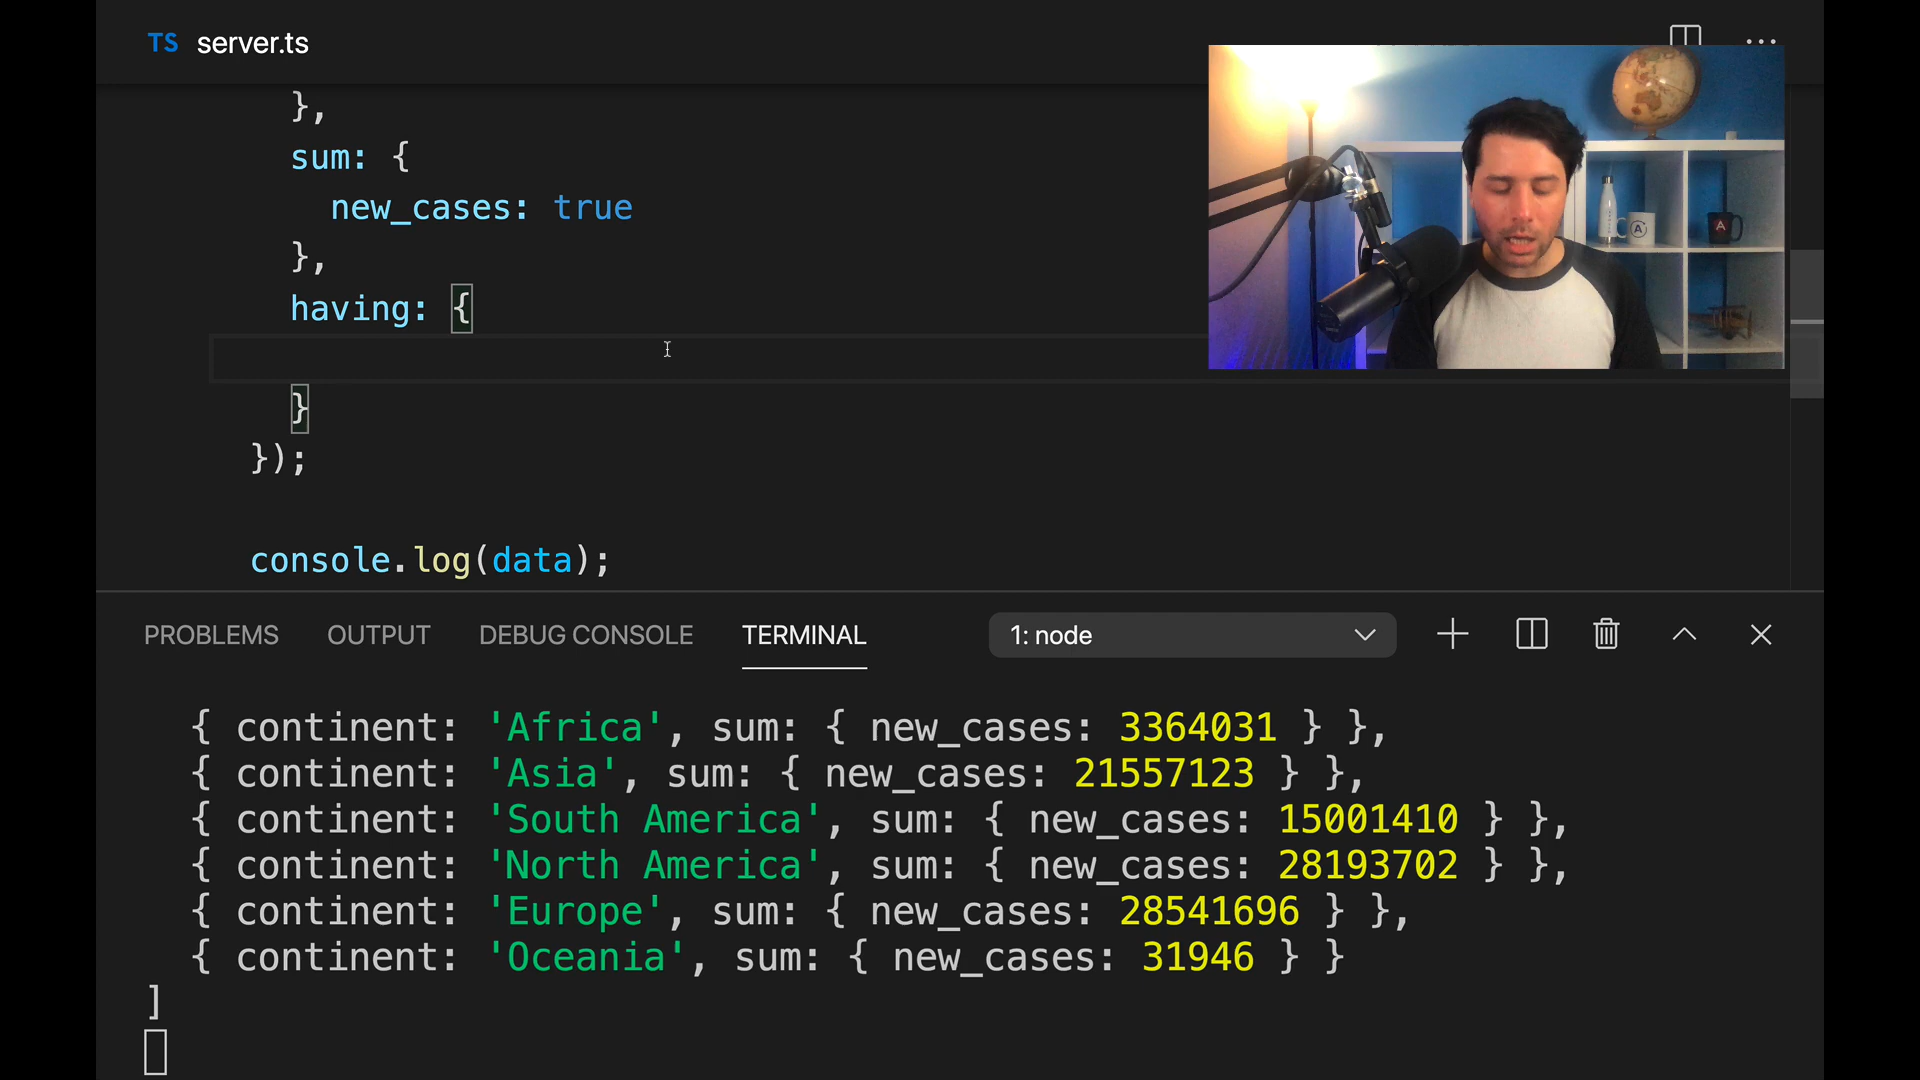 TS server.ts
},
sum: {
new_cases: true
},
having: {
}
});
console.log(data);
PROBLEMS OUTPUT DEBUG CONSOLE TERMINAL 1: node
{ continent: 'Africa', sum: { new_cases: 3364031 } },
{ continent: 'Asia', sum: { new_cases: 21557123 } },
{ continent: 'South America', sum: { new_cases: 15001410 } },
{ continent: 'North America', sum: { new_cases: 28193702 } },
{ continent: 'Europe', sum: { new_cases: 28541696 } },
{ continent: 'Oceania', sum: { new_cases: 31946 } }
]